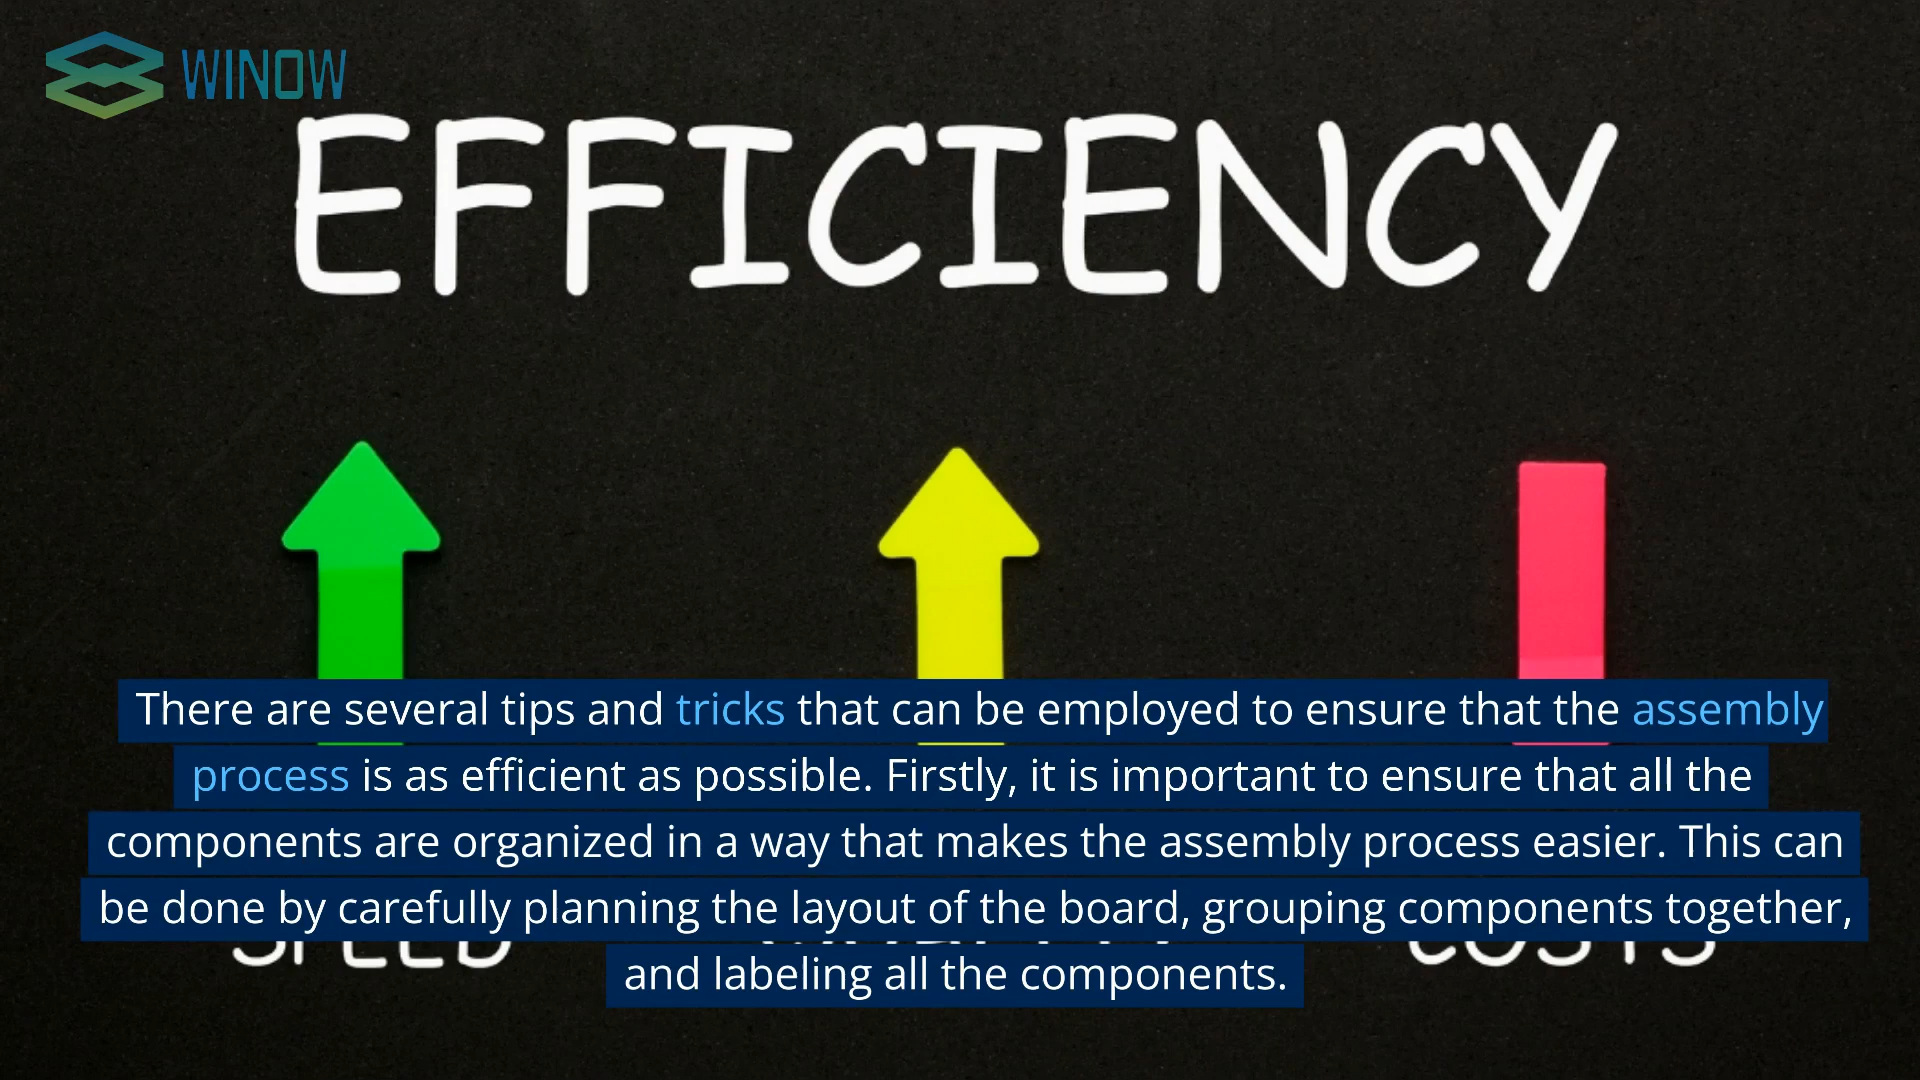 WINOW
EFFICIENCY
There are several tips and tricks that can be employed to ensure that the assembly
process is as efficient as possible. Firstly, it is important to ensure that all the
components are organized in a way that makes the assembly process easier. This can
be done by carefully planning the layout of the board, grouping components together,
SPEED COSTS
and labeling all the components.